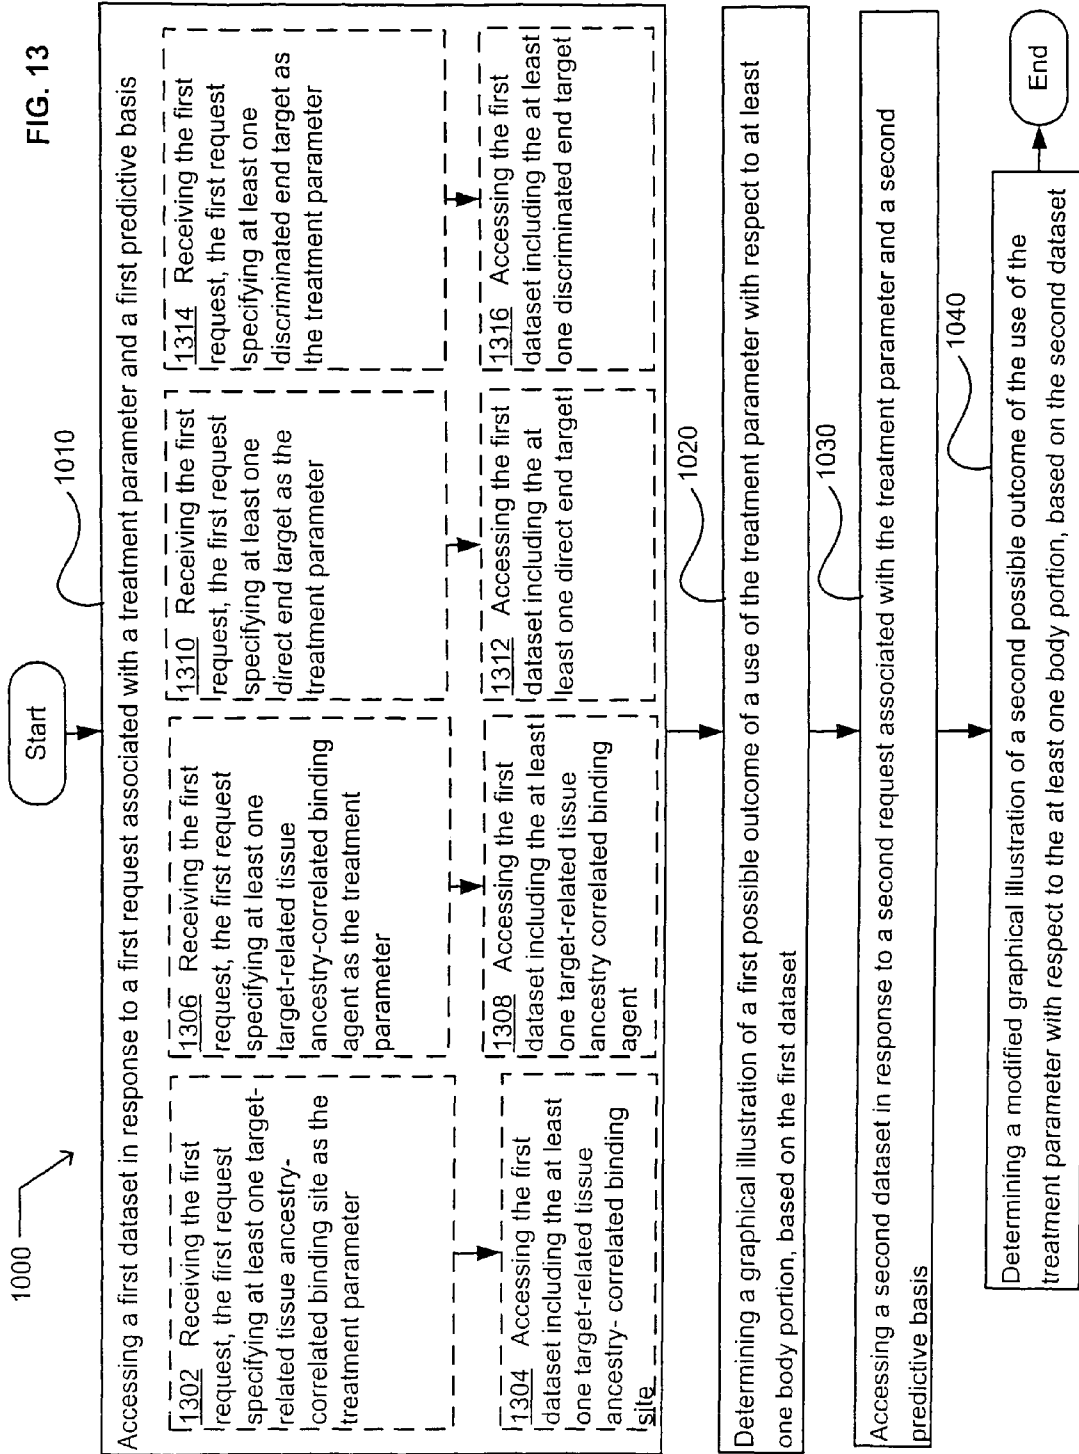 FIG. 13
1000
Start
1010
Accessing a first dataset in response to a first request associated with a treatment parameter and a first predictive basis
1302 Receiving the first
request, the first request
specifying at least one target-
related tissue ancestry-
correlated binding site as the
treatment parameter
1304 Accessing the first
dataset including the at least
one target-related tissue
ancestry- correlated binding
site
1306 Receiving the first
request, the first request
specifying at least one
target-related tissue
ancestry-correlated binding
agent as the treatment
parameter
1308 Accessing the first
dataset including the at least
one target-related tissue
ancestry correlated binding
agent
1310 Receiving the first
request, the first request
specifying at least one
direct end target as the
treatment parameter
1312 Accessing the first
dataset including the at
least one direct end target
1314 Receiving the first
request, the first request
specifying at least one
discriminated end target as
the treatment parameter
1316 Accessing the first
dataset including the at least
one discriminated end target
1020
Determining a graphical illustration of a first possible outcome of a use of the treatment parameter with respect to at least
one body portion, based on the first dataset
1030
Accessing a second dataset in response to a second request associated with the treatment parameter and a second
predictive basis
1040
Determining a modified graphical illustration of a second possible outcome of the use of the
treatment parameter with respect to the at least one body portion, based on the second dataset
End